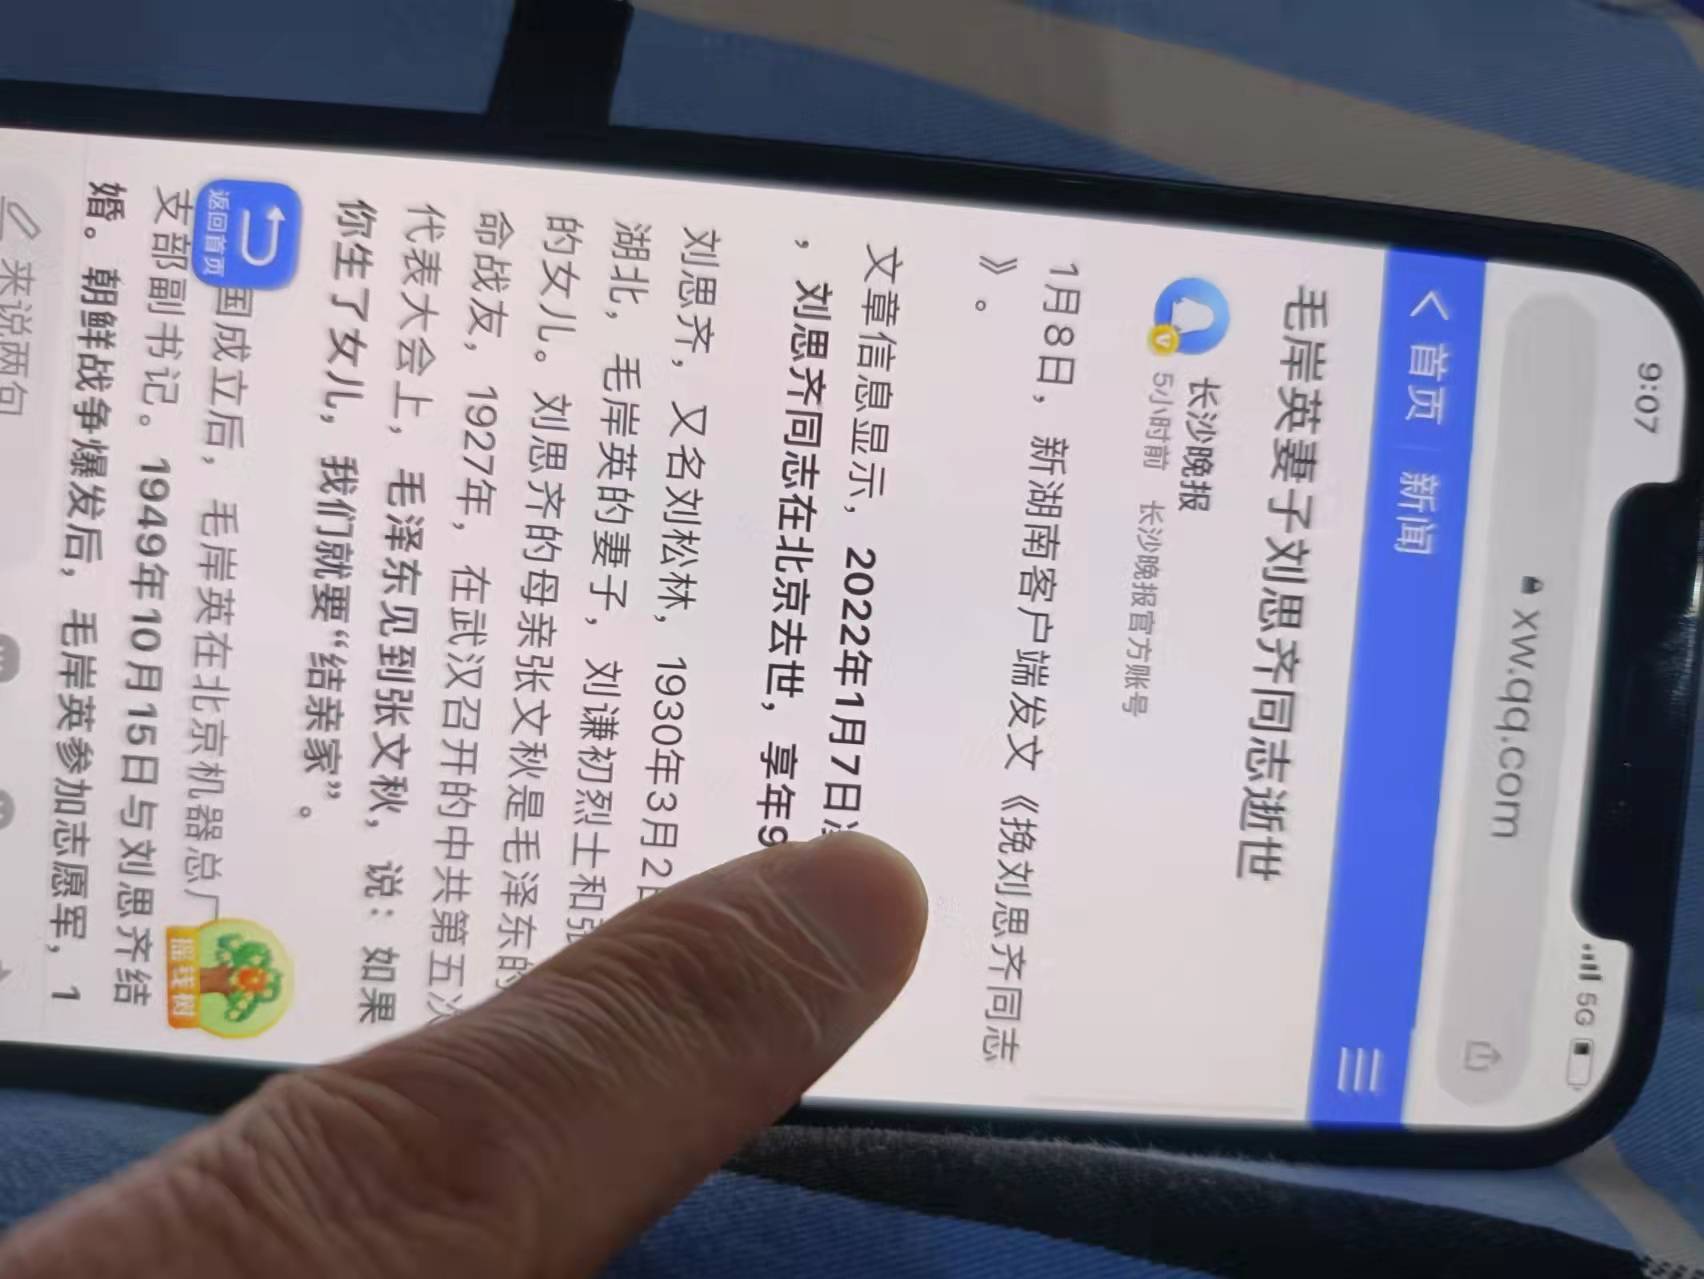 9:07
5G
xw.qq.com
首页 新闻
毛岸英妻子刘思齐同志逝世
长沙晚报
5小时前 长沙晚报官方账号
1月8日，新湖南客户端发文《挽刘思齐同志
》。
文章信息显示，2022年1月7日
，刘思齐同志在北京去世，享年9
刘思齐，又名刘松林，1930年3月2日
湖北，毛岸英的妻子，刘谦初烈士和张
的女儿。刘思齐的母亲张文秋是毛泽东的
命战友，1927年，在武汉召开的中共第五次
代表大会上，毛泽东见到张文秋，说：如果
你生了女儿，我们就要“结亲家”。
国成立后，毛岸英在北京机器总厂
支部副书记。1949年10月15日与刘思齐结
婚。朝鲜战争爆发后，毛岸英参加志愿军，1
返回首页
摇钱树
来说两句